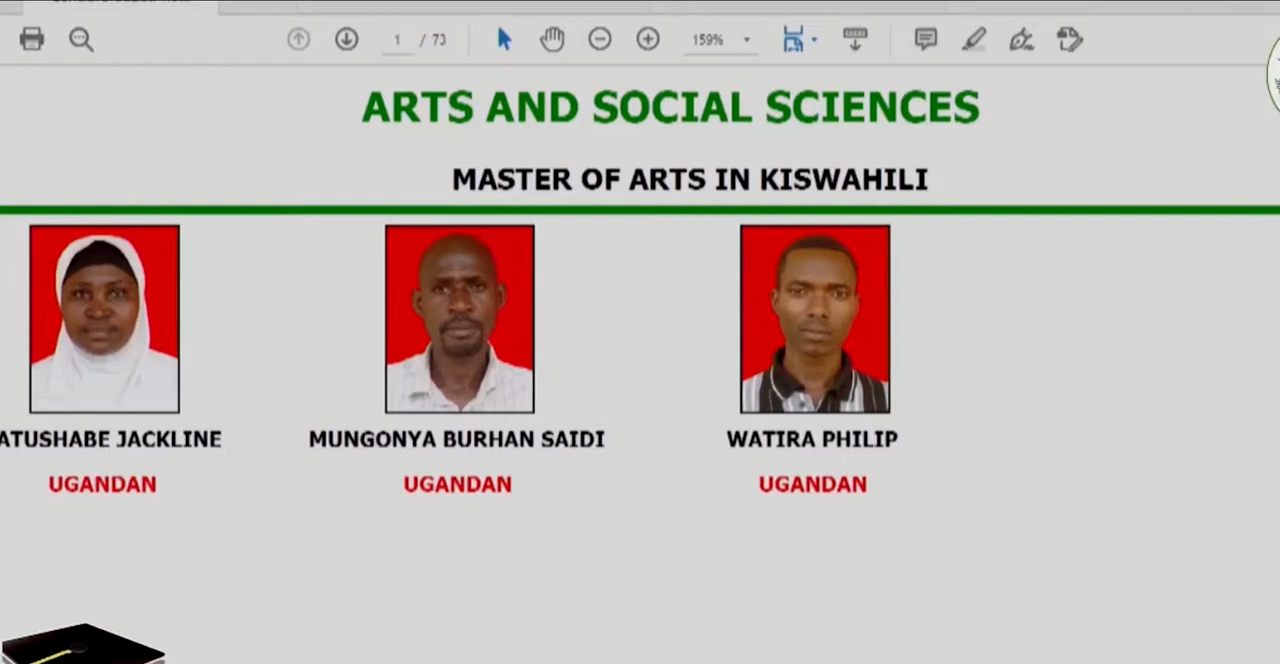 1 / 73
159%
ARTS AND SOCIAL SCIENCES
MASTER OF ARTS IN KISWAHILI
ATUSHABE JACKLINE
MUNGONYA BURHAN SAIDI
WATIRA PHILIP
UGANDAN
UGANDAN
UGANDAN